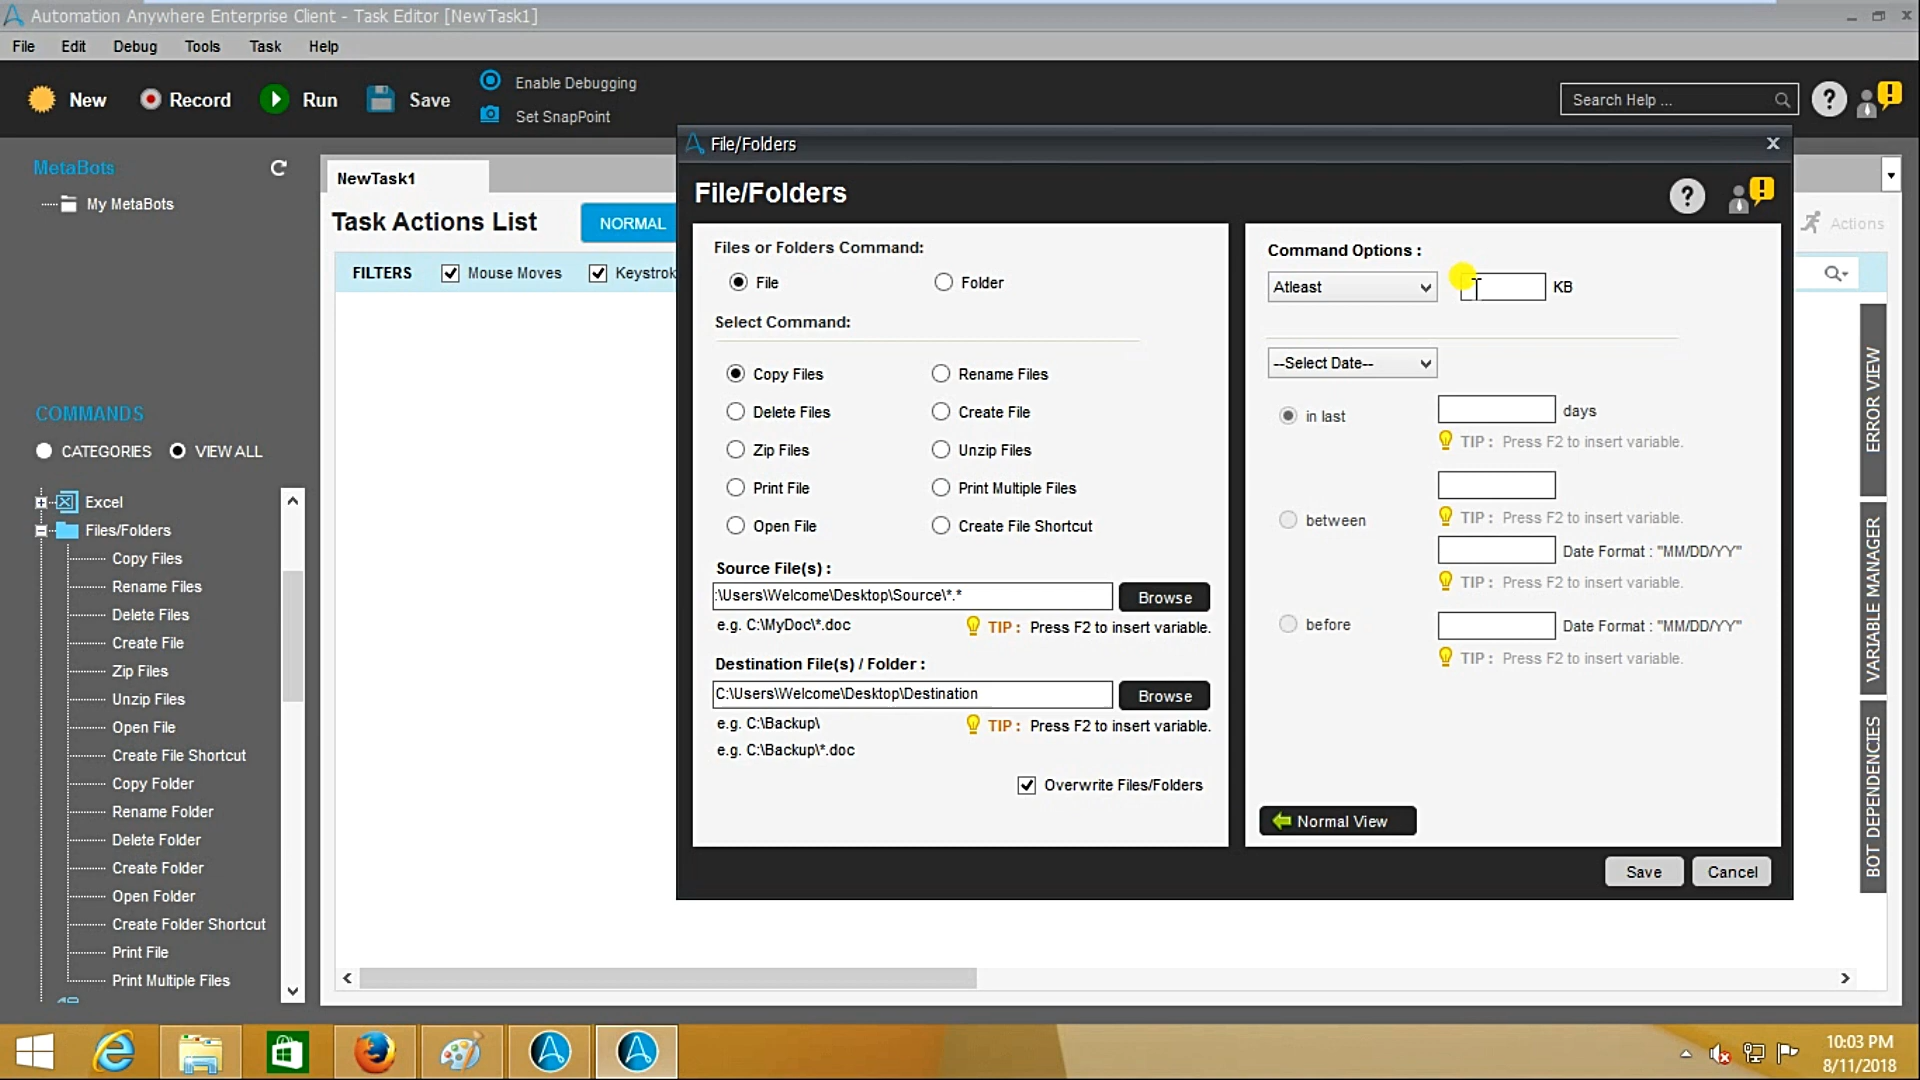 Automation Anywhere Enterprise Client - Task Editor [NewTask1]
File Edit Debug Tools Task Help
New Record Run Save
Enable Debugging
Set SnapPoint
Search Help ...
MetaBots
My MetaBots
COMMANDS
CATEGORIES VIEW ALL
Excel
Files/Folders
Copy Files
Rename Files
Delete Files
Create File
Zip Files
Unzip Files
Open File
Create File Shortcut
Copy Folder
Rename Folder
Delete Folder
Create Folder
Open Folder
Create Folder Shortcut
Print File
Print Multiple Files
NewTask1
Task Actions List NORMAL
FILTERS Mouse Moves Keystrok
Actions
File/Folders
File/Folders
Files or Folders Command:
File Folder
Select Command:
Copy Files Rename Files
Delete Files Create File
Zip Files Unzip Files
Print File Print Multiple Files
Open File Create File Shortcut
Source File(s) :
:\Users\Welcome\Desktop\Source\*.* Browse
e.g. C:\MyDoc\*.doc TIP : Press F2 to insert variable.
Destination File(s) / Folder :
C:\Users\Welcome\Desktop\Destination Browse
e.g. C:\Backup\ TIP : Press F2 to insert variable.
e.g. C:\Backup\*.doc
Overwrite Files/Folders
Command Options :
Atleast KB
--Select Date--
in last days
TIP : Press F2 to insert variable.
between
TIP : Press F2 to insert variable.
Date Format : "MM/DD/YY"
TIP : Press F2 to insert variable.
before Date Format : "MM/DD/YY"
TIP : Press F2 to insert variable.
Normal View
Save Cancel
ERROR VIEW
VARIABLE MANAGER
BOT DEPENDENCIES
10:03 PM
8/11/2018